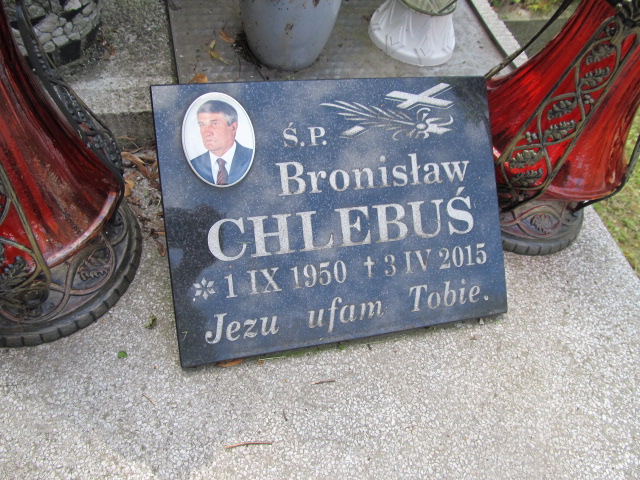 Ś.P.
Bronisław
CHLEBUŚ
* 1 IX 1950 † 3 IV 2015
Jezu ufam Tobie.